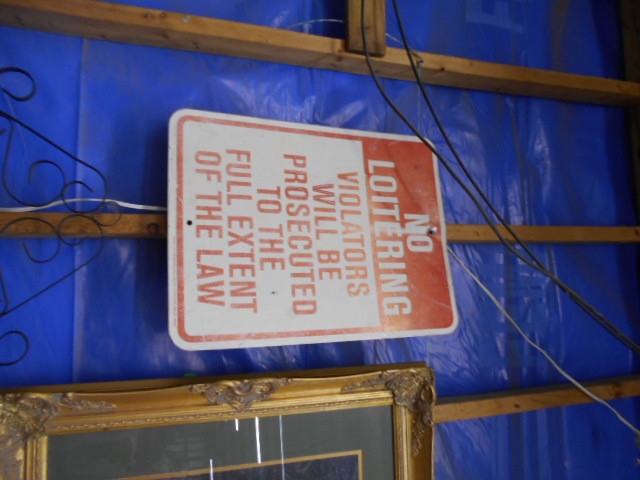 NO
LOITERING
VIOLATORS
WILL BE
PROSECUTED
TO THE
FULL EXTENT
OF THE LAW